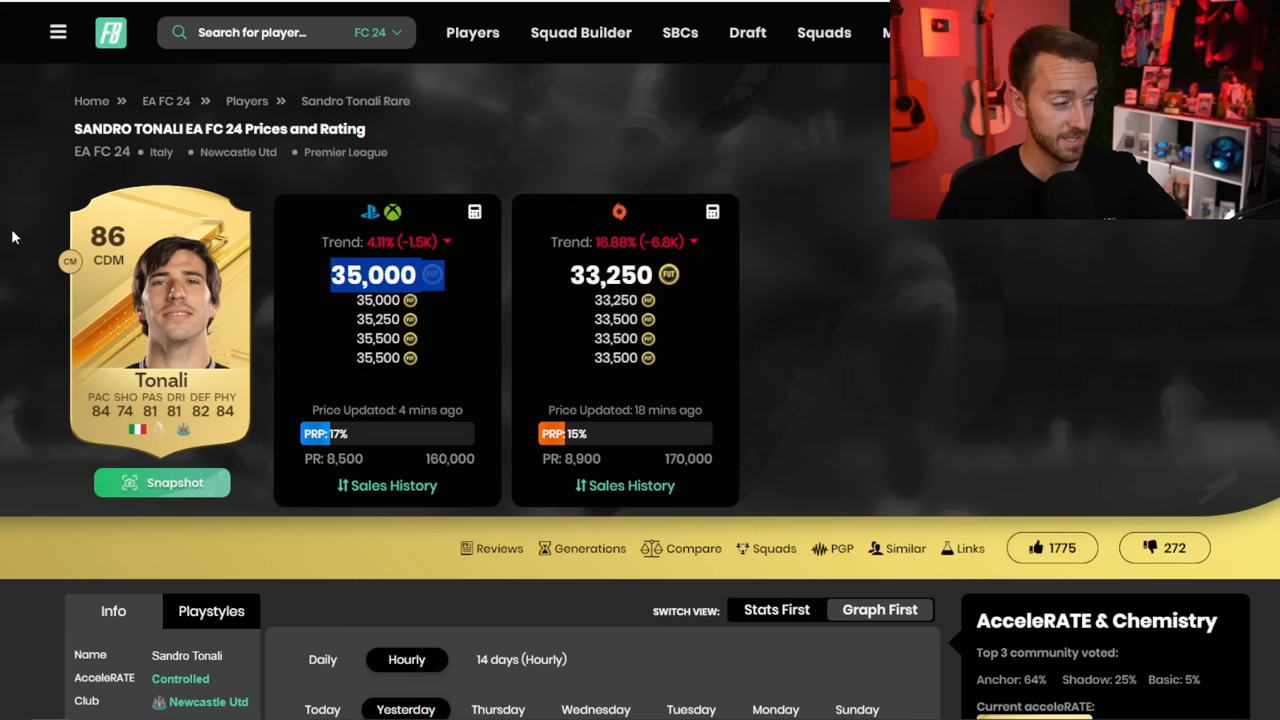 FB
Search for player...
FC 24
Players
Squad Builder
SBCs
Draft
Squads
M
Home >> EA FC 24 >> Players >> Sandro Tonali Rare
SANDRO TONALI EA FC 24 Prices and Rating
EA FC 24 • Italy • Newcastle Utd • Premier League
86
CDM
CM
Tonali
PAC SHO PAS DRI DEF PHY
84 74 81 81 82 84
Snapshot
Trend: 4.11% (-1.5K)
35,000
35,000
35,250
35,500
35,500
Price Updated: 4 mins ago
PRP: 17%
PR: 8,500 160,000
Sales History
Trend: 16.88% (-6.8K)
33,250 FUT
33,250
33,500
33,500
33,500
Price Updated: 18 mins ago
PRP: 15%
PR: 8,900 170,000
Sales History
Reviews
Generations
Compare
Squads
PGP
Similar
Links
1775
272
Info
Playstyles
Name Sandro Tonali
AcceleRATE Controlled
Club Newcastle Utd
SWITCH VIEW:
Stats First
Graph First
Daily
Hourly
14 days (Hourly)
Today
Yesterday
Thursday
Wednesday
Tuesday
Monday
Sunday
AcceleRATE & Chemistry
Top 3 community voted:
Anchor: 64% Shadow: 25% Basic: 5%
Current acceleRATE: